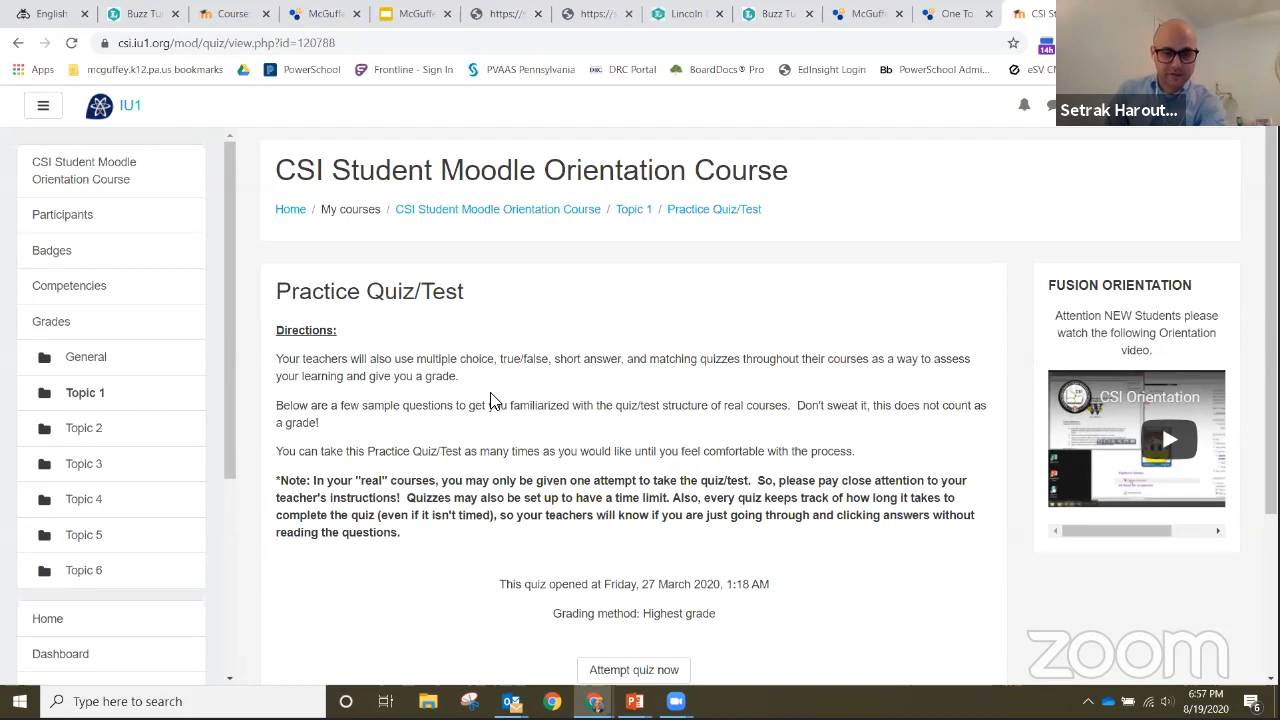 English
Buzz Tu
Lincoln
Buzz Tu
McGuff
One to O
csi.iu1.org/mod/quiz/view.php?id=120788
14h
Apps
mcguffey.k12.pa.us bookmarks
PowerSchool
Frontline - Sign In
PVAAS Pennsylvania
DRC Portal
BoardDocs® Pro
EdInsight Login
PowerSchool Admin...
eSV
Setrak Harout...
IU1
CSI Student Moodle
Orientation Course
Participants
Badges
Competencies
Grades
General
Topic 1
Topic 2
Topic 3
Topic 4
Topic 5
Topic 6
Home
Dashboard
CSI Student Moodle Orientation Course
Home / My courses / CSI Student Moodle Orientation Course / Topic 1 / Practice Quiz/Test
Practice Quiz/Test
Directions:
Your teachers will also use multiple choice, true/false, short answer, and matching quizzes throughout their courses as a way to assess
your learning and give you a grade.
Below are a few sample questions to get you familiarized with the quiz/test structure of real courses. Don't sweat it, this does not count as
a grade!
You can take this Practice Quiz/Test as many times as you would like until you feel comfortable with the process.
*Note: In your "real" courses, you may only be given one attempt to take the quiz/test. So, please pay close attention to your
teacher's instructions! Quizzes may also be set up to have a time limit. Also, every quiz keeps track of how long it takes to
complete the quiz (even if it isn't timed), so your teachers will know if you are just going through and clicking answers without
reading the questions.
This quiz opened at Friday, 27 March 2020, 1:18 AM
Grading method: Highest grade
Attempt quiz now
FUSION ORIENTATION
Attention NEW Students please
watch the following Orientation
video.
CSI Orientation
zoom
Type here to search
6:57 PM
8/19/2020
6